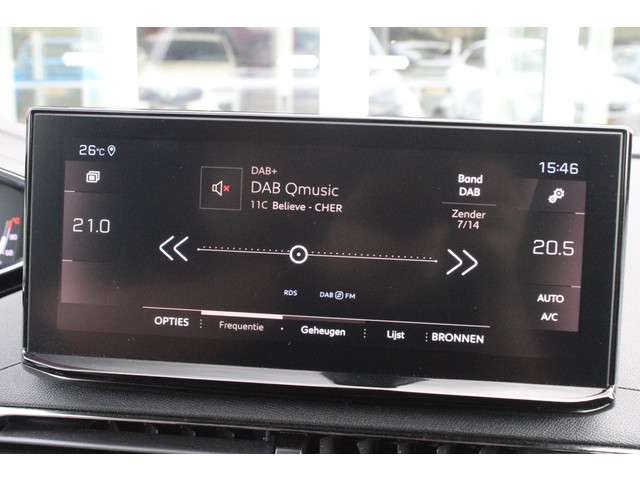 26°C
15:46
DAB+
DAB Qmusic
11C Believe - CHER
Band
DAB
Zender
7/14
21.0
20.5
RDS
DAB FM
AUTO
A/C
OPTIES
Frequentie
Geheugen
Lijst
BRONNEN